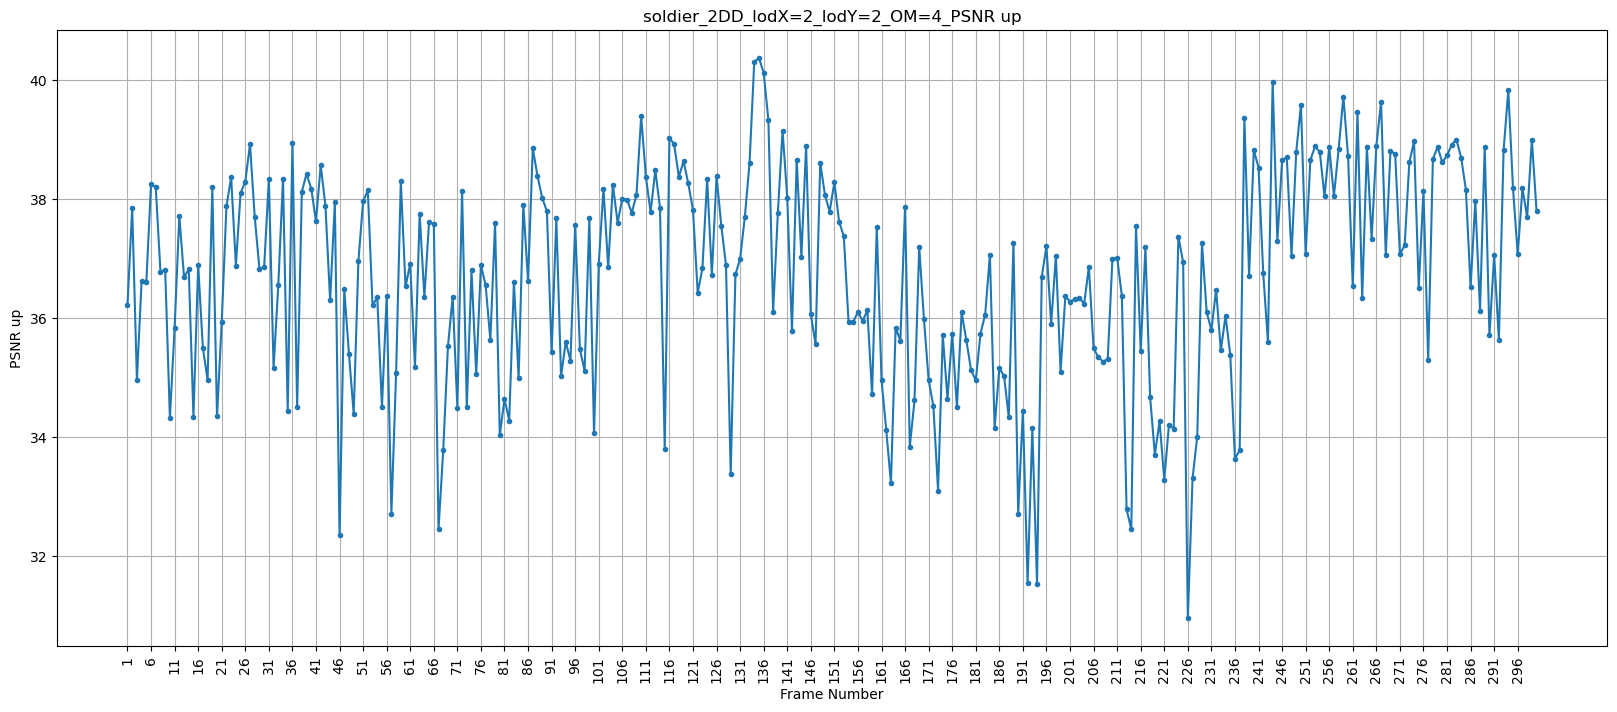 soldier_2DD_lodX=2_lodY=2_OM=4_PSNR up
PSNR up
40
38
36
34
32
1 6 11 16 21 26 31 36 41 46 51 56 61 66 71 76 81 86 91 96 101 106 111 116 121 126 131 136 141 146 151 156 161 166 171 176 181 186 191 196 201 206 211 216 221 226 231 236 241 246 251 256 261 266 271 276 281 286 291 296
Frame Number